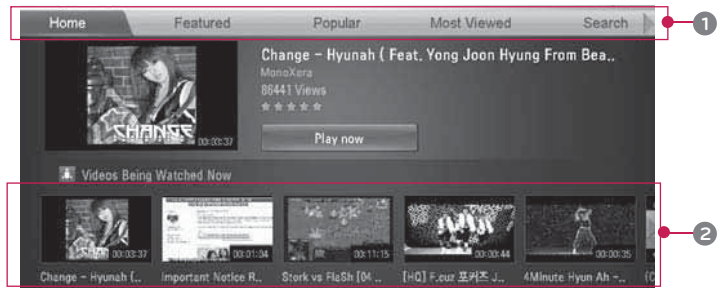 Home Featured Popular Most Viewed Search
1
Change - Hyunah ( Feat. Yong Joon Hyung From Bea..
MonoXera
86441 Views
CHANGE
00:03:37
Play now
Videos Being Watched Now
00:03:37 00:01:04 00:11:15 00:00:44 00:00:35
2
Change - Hyunah (.. Important Notice R.. Stork vs FlaSh [04 .. [HQ] F.cuz 포커즈 J.. 4Minute Hyun Ah -.. (C